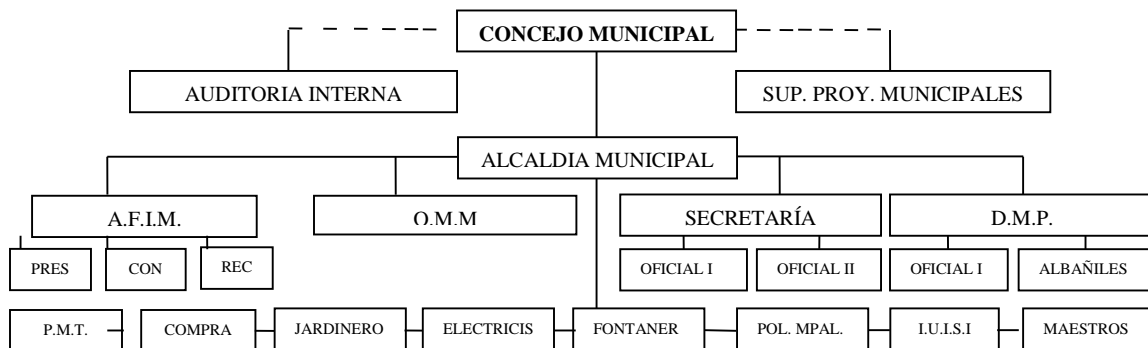 CONCEJO MUNICIPAL
AUDITORIA INTERNA
SUP. PROY. MUNICIPALES
ALCALDIA MUNICIPAL
A.F.I.M.
O.M.M
SECRETARÍA
D.M.P.
PRES
CON
REC
OFICIAL I
OFICIAL II
OFICIAL I
ALBAÑILES
P.M.T.
COMPRA
JARDINERO
ELECTRICIS
FONTANER
POL. MPAL.
I.U.I.S.I
MAESTROS